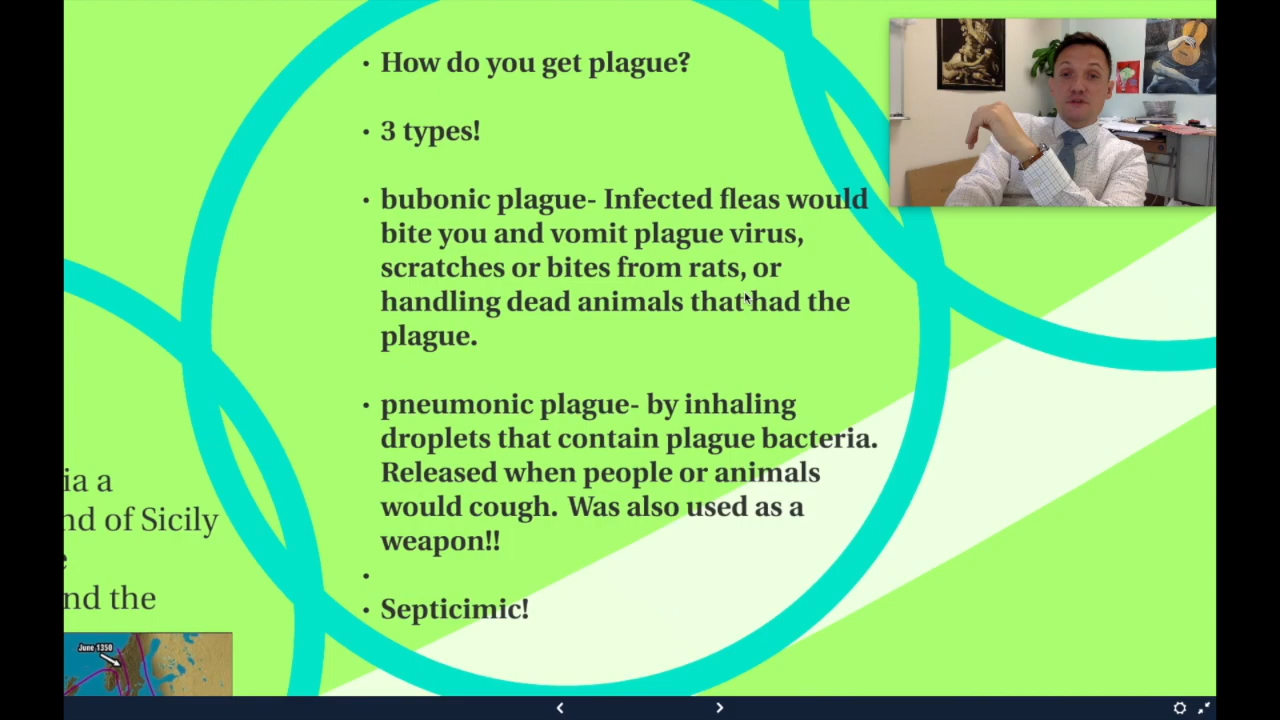 How do you get plague?
3 types!
bubonic plague- Infected fleas would
bite you and vomit plague virus,
scratches or bites from rats, or
handling dead animals that had the
plague.
pneumonic plague- by inhaling
droplets that contain plague bacteria.
Released when people or animals
would cough. Was also used as a
weapon!!
Septicimic!
ia a
nd of Sicily
e
nd the
June 1350